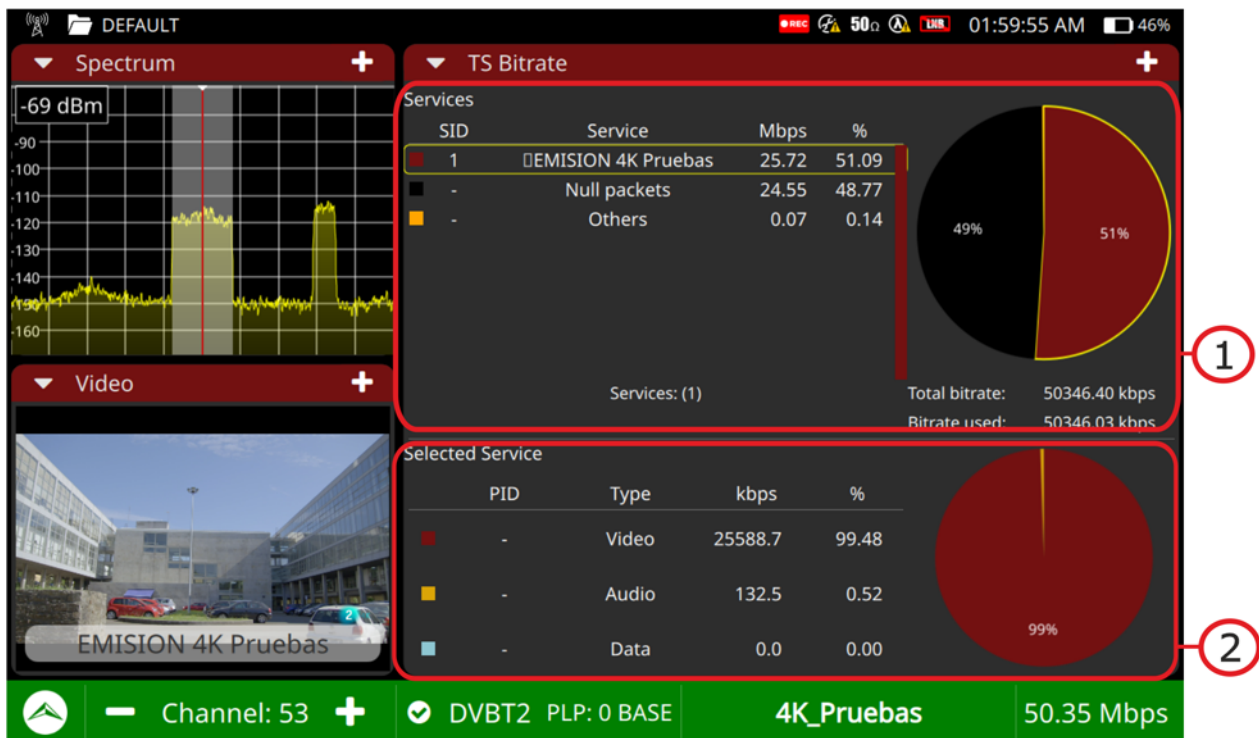 DEFAULT
REC 50Ω LNB 01:59:55 AM 46%
Spectrum
-69 dBm
-90
-100
-110
-120
-130
-140
-150
-160
Video
2
EMISION 4K Pruebas
TS Bitrate
Services
SID Service Mbps %
1 ▯EMISION 4K Pruebas 25.72 51.09
- Null packets 24.55 48.77
- Others 0.07 0.14
Services: (1)
49%
51%
Total bitrate: 50346.40 kbps
Bitrate used: 50346.03 kbps
1
Selected Service
PID Type kbps %
- Video 25588.7 99.48
- Audio 132.5 0.52
- Data 0.0 0.00
99%
2
Channel: 53 DVBT2 PLP: 0 BASE 4K_Pruebas 50.35 Mbps